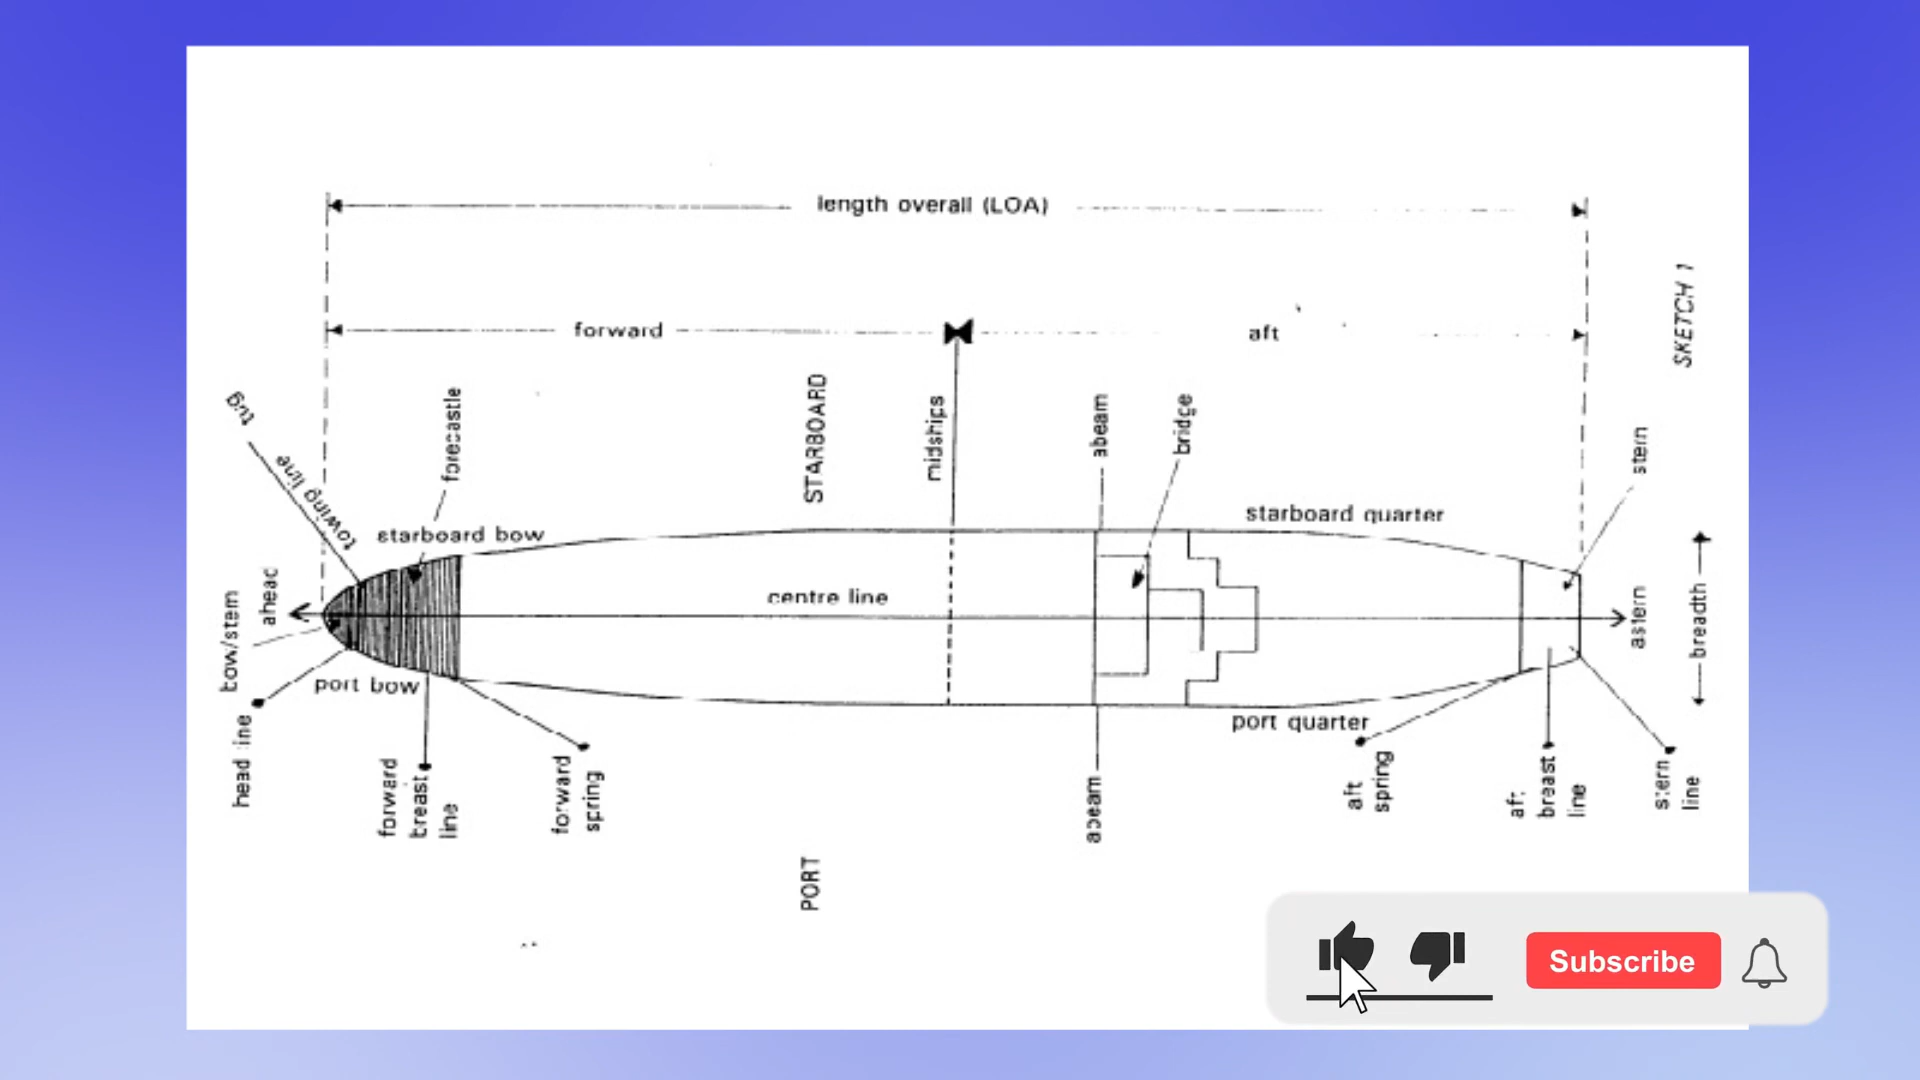 length overall (LOA)
forward
aft
SKETCH 1
tug
towing line
forecastle
STARBOARD
midships
abeam
bridge
stern
starboard bow
starboard quarter
ahead
bow/stem
centre line
astern
breadth
port bow
port quarter
head line
forward
breast
line
forward
spring
abeam
aft
spring
aft
breast
line
stern
line
PORT
Subscribe